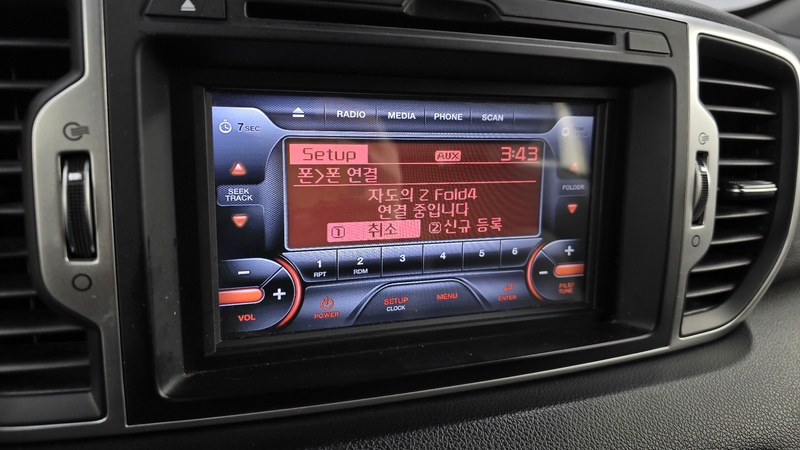 7 SEC
RADIO MEDIA PHONE SCAN
Setup AUX 3:43
폰>폰 연결
자도의 Z Fold4
연결 중입니다
① 취소 ②신규 등록
SEEK
TRACK
FOLDER
1 2 3 4 5 6
RPT RDM
VOL
POWER
SETUP
CLOCK
MENU
ENTER
FILE/
TUNE